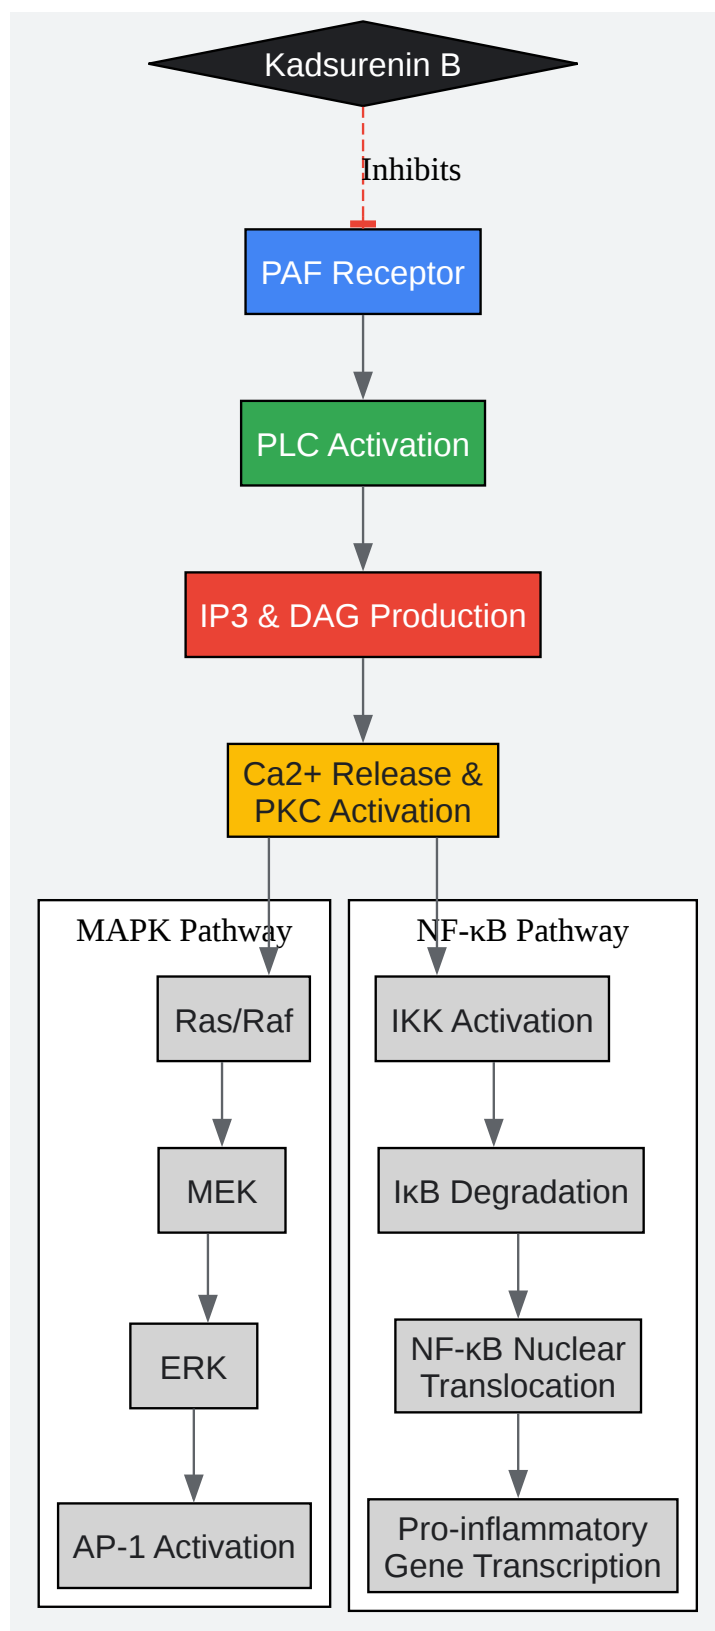 Kadsurenin B
Inhibits
PAF Receptor
PLC Activation
IP3 & DAG Production
Ca2+ Release &
PKC Activation
MAPK Pathway
Ras/Raf
MEK
ERK
AP-1 Activation
NF-κB Pathway
IKK Activation
IκB Degradation
NF-κB Nuclear
Translocation
Pro-inflammatory
Gene Transcription